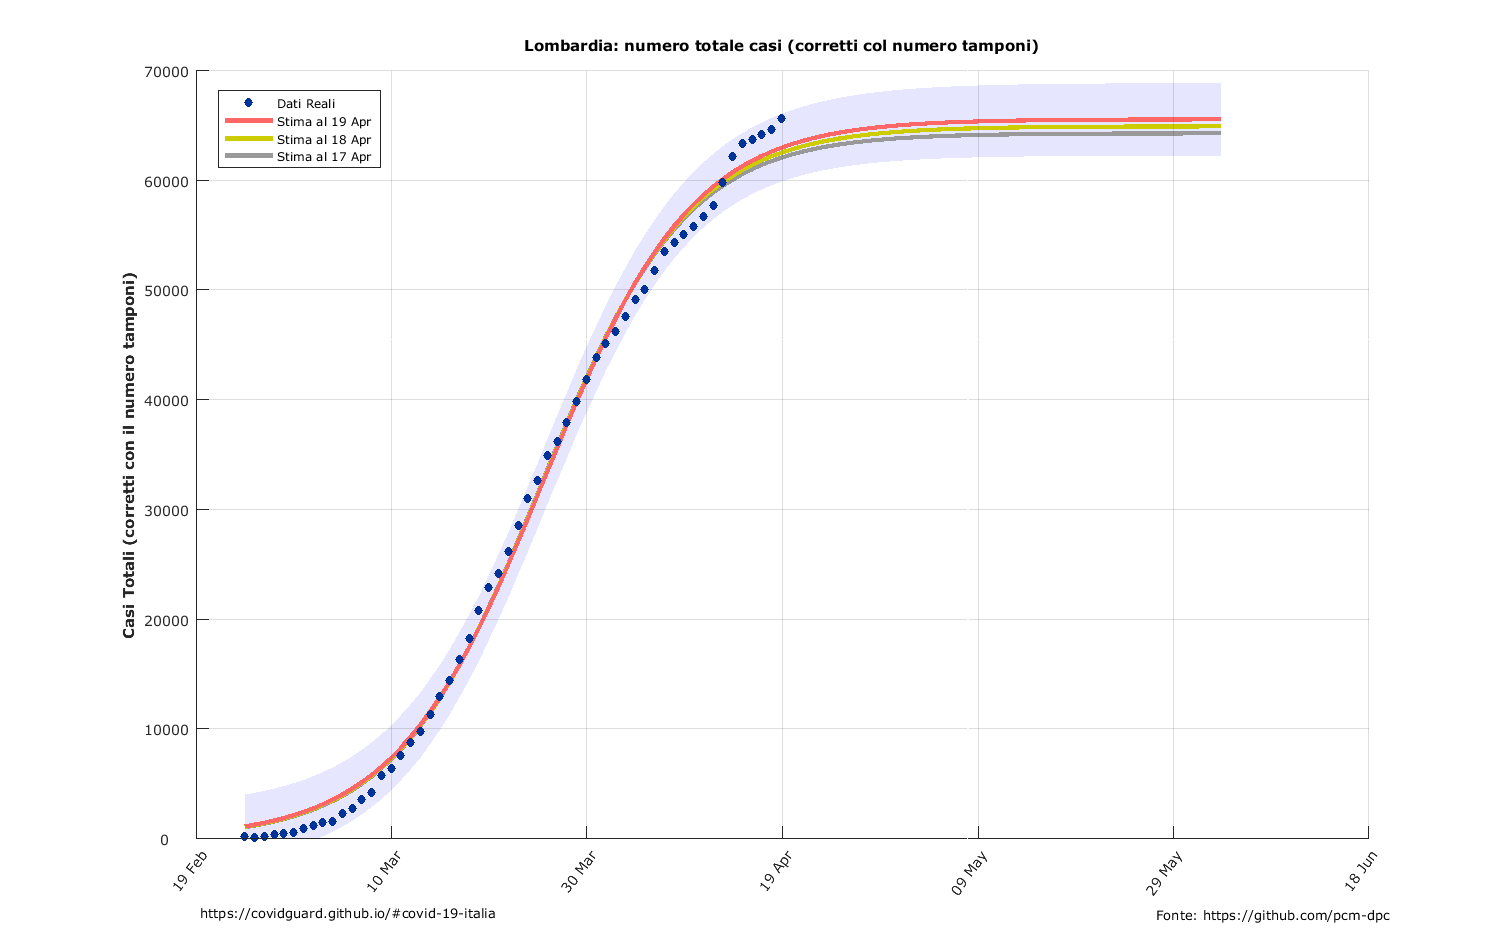 Lombardia: numero totale casi (corretti col numero tamponi)
70000
60000
50000
40000
30000
20000
10000
0
Casi Totali (corretti con il numero tamponi)
Dati Reali
Stima al 19 Apr
Stima al 18 Apr
Stima al 17 Apr
19 Feb
10 Mar
30 Mar
19 Apr
09 May
29 May
18 Jun
https://covidguard.github.io/#covid-19-italia
Fonte: https://github.com/pcm-dpc